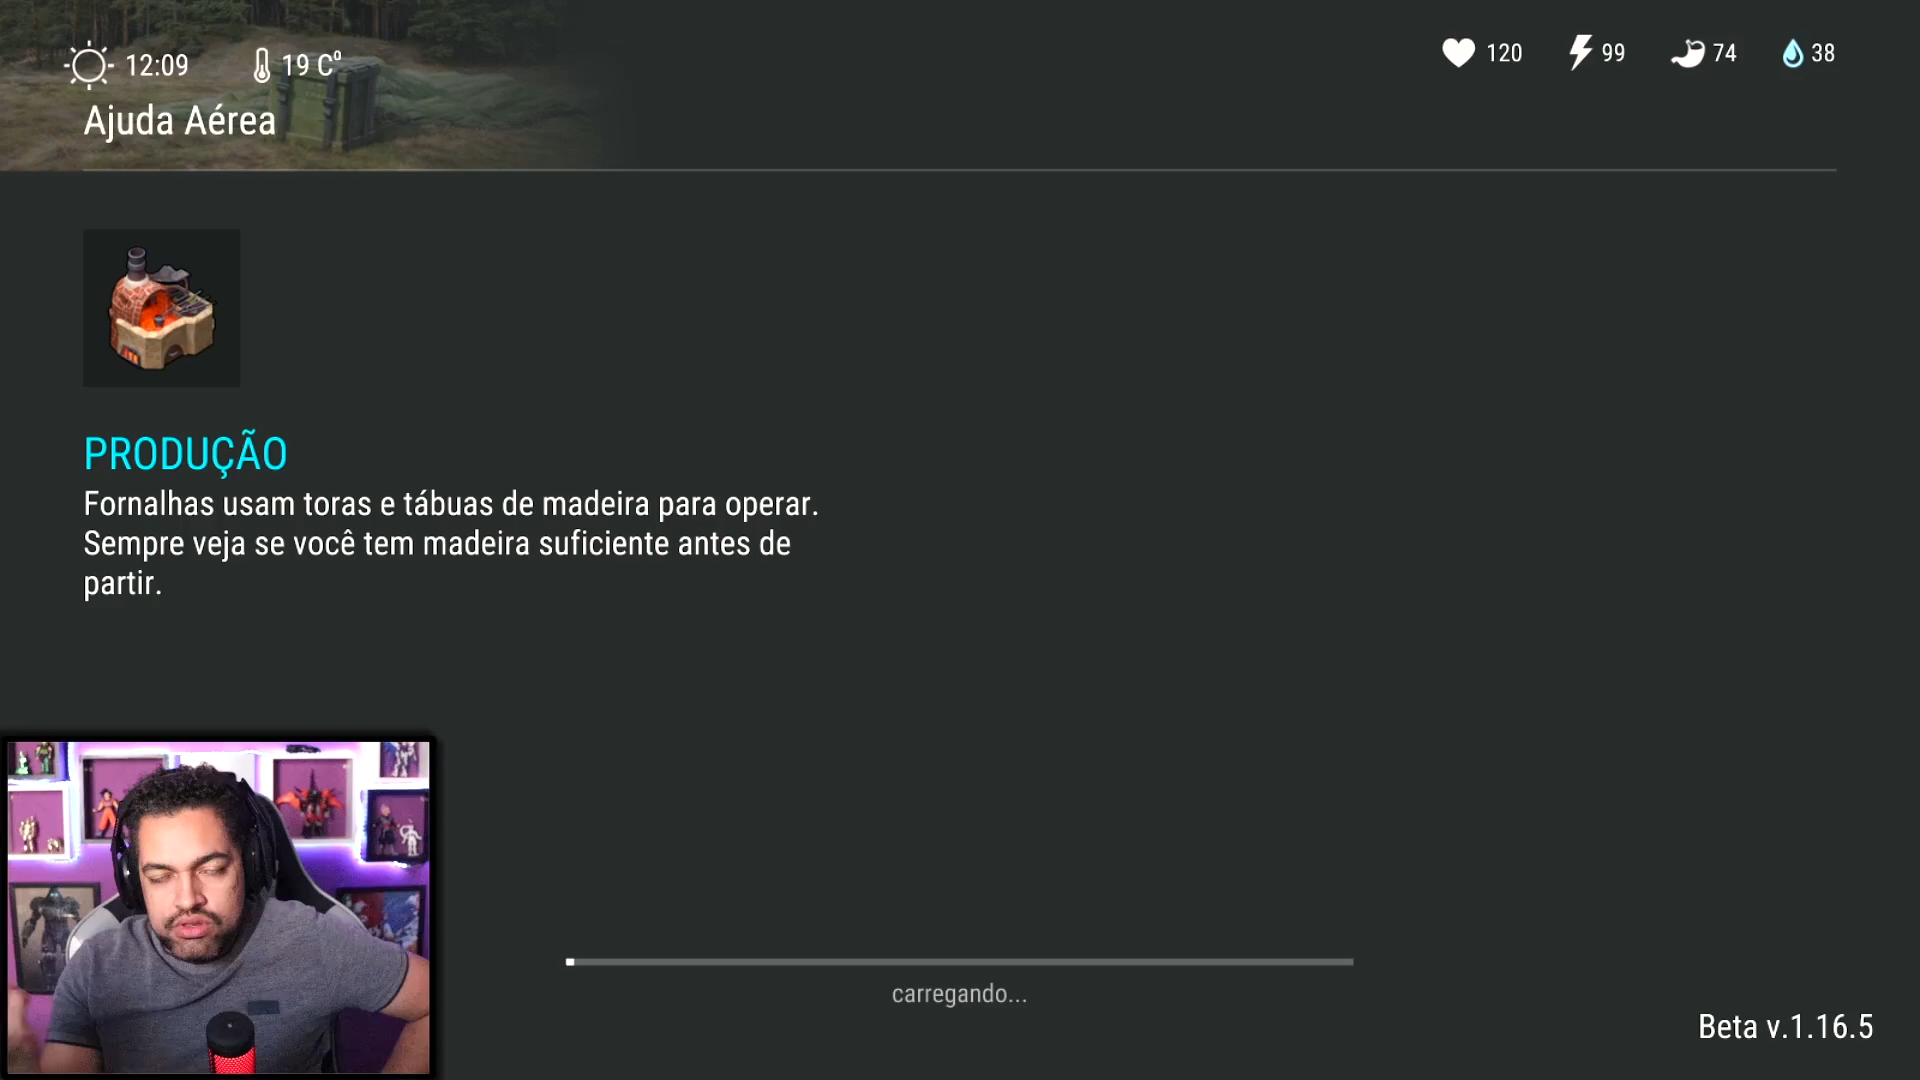 12:09
19 Cº
120
99
74
38
Ajuda Aérea
PRODUÇÃO
Fornalhas usam toras e tábuas de madeira para operar.
Sempre veja se você tem madeira suficiente antes de
partir.
carregando...
Beta v.1.16.5